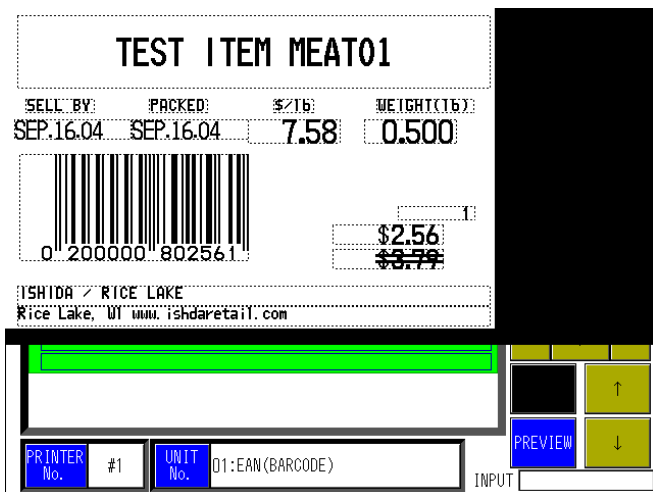 TEST ITEM MEAT01
SELL BY PACKED $/lb WEIGHT(lb)
SEP.16.04 SEP.16.04 7.58 0.500
1
$2.56
0 200000 802561 $3.79
ISHIDA / RICE LAKE
Rice Lake, WI www.ishdaretail.com
↑
PREVIEW ↓
PRINTER No. #1 UNIT No. 01:EAN(BARCODE)
INPUT